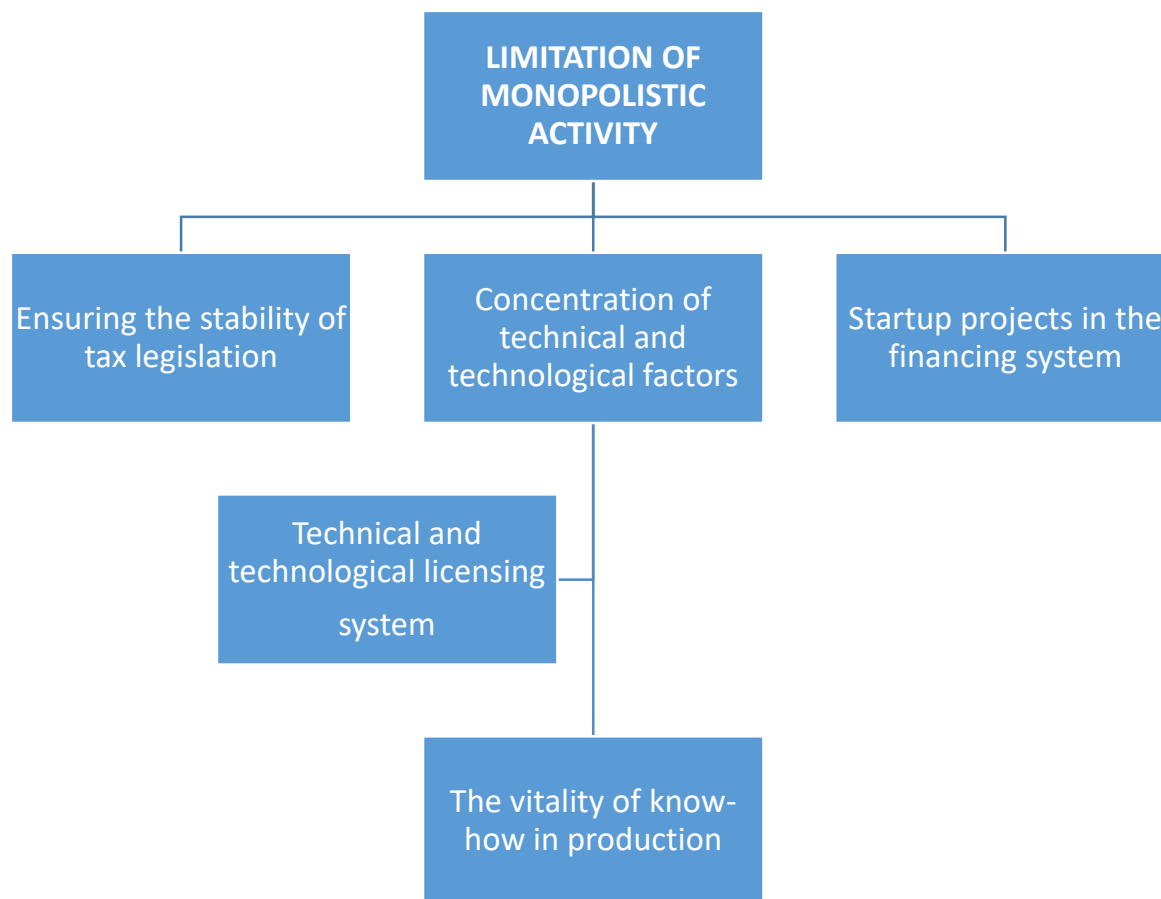 LIMITATION OF
MONOPOLISTIC
ACTIVITY
Ensuring the stability of
tax legislation
Concentration of
technical and
technological factors
Startup projects in the
financing system
Technical and
technological licensing
system
The vitality of know-
how in production